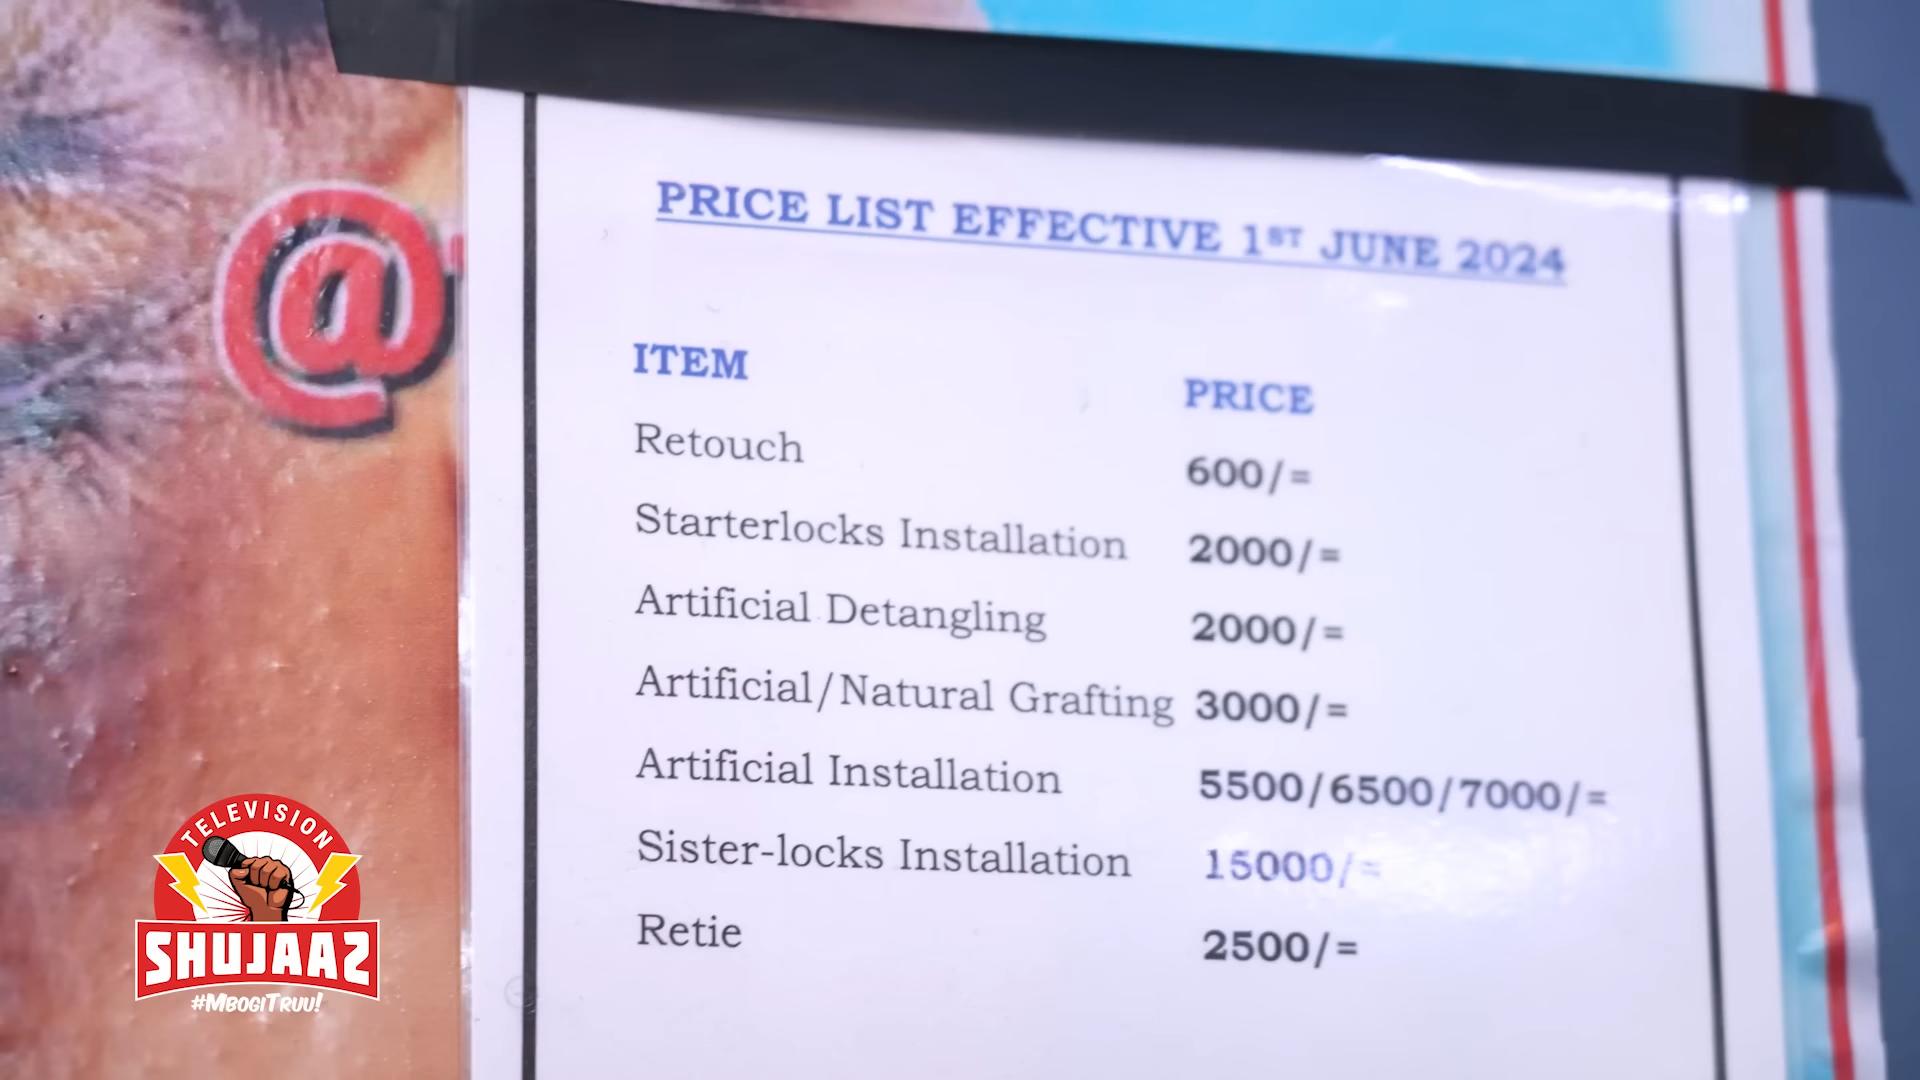 PRICE LIST EFFECTIVE 1ST JUNE 2024
ITEM PRICE
Retouch 600/=
Starterlocks Installation 2000/=
Artificial Detangling 2000/=
Artificial/Natural Grafting 3000/=
Artificial Installation 5500/6500/7000/=
Sister-locks Installation 15000/=
Retie 2500/=
@
TELEVISION
SHUJAAZ
#MBOGITRUU!